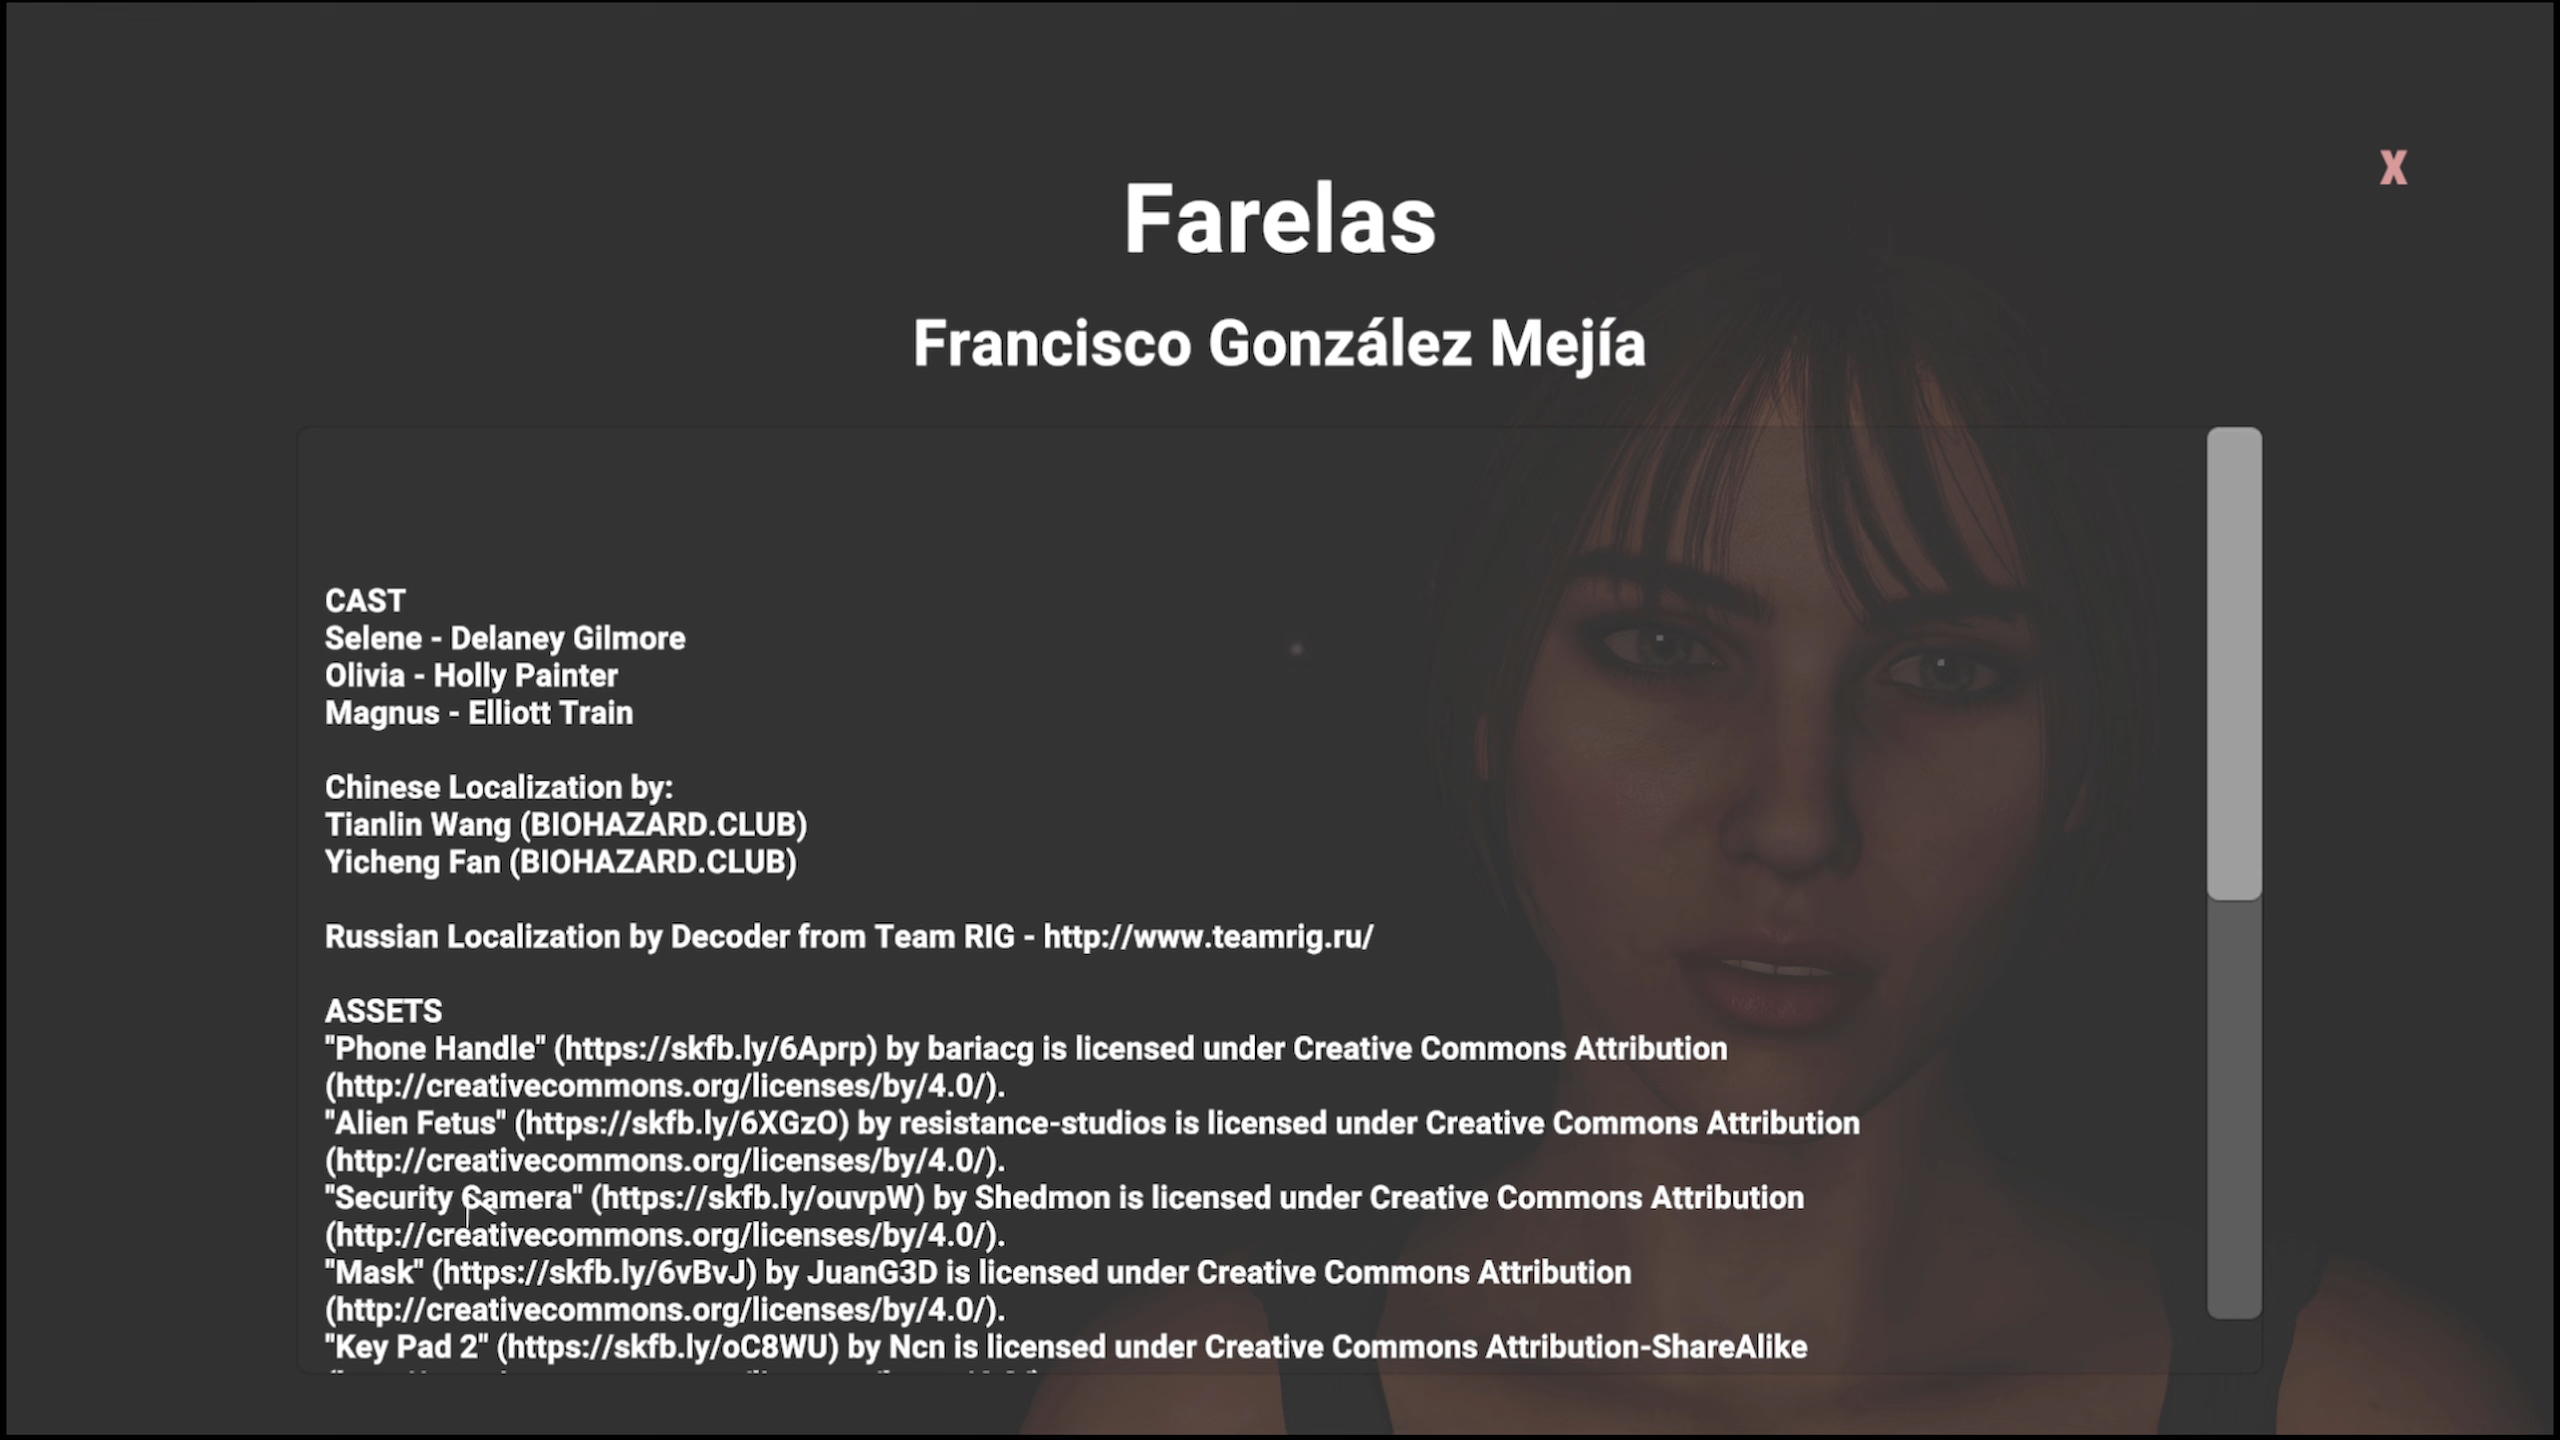 X
Farelas
Francisco González Mejía
CAST
Selene - Delaney Gilmore
Olivia - Holly Painter
Magnus - Elliott Train
Chinese Localization by:
Tianlin Wang (BIOHAZARD.CLUB)
Yicheng Fan (BIOHAZARD.CLUB)
Russian Localization by Decoder from Team RIG - http://www.teamrig.ru/
ASSETS
"Phone Handle" (https://skfb.ly/6Aprp) by bariacg is licensed under Creative Commons Attribution
(http://creativecommons.org/licenses/by/4.0/).
"Alien Fetus" (https://skfb.ly/6XGzO) by resistance-studios is licensed under Creative Commons Attribution
(http://creativecommons.org/licenses/by/4.0/).
"Security Camera" (https://skfb.ly/ouvpW) by Shedmon is licensed under Creative Commons Attribution
(http://creativecommons.org/licenses/by/4.0/).
"Mask" (https://skfb.ly/6vBvJ) by JuanG3D is licensed under Creative Commons Attribution
(http://creativecommons.org/licenses/by/4.0/).
"Key Pad 2" (https://skfb.ly/oC8WU) by Ncn is licensed under Creative Commons Attribution-ShareAlike